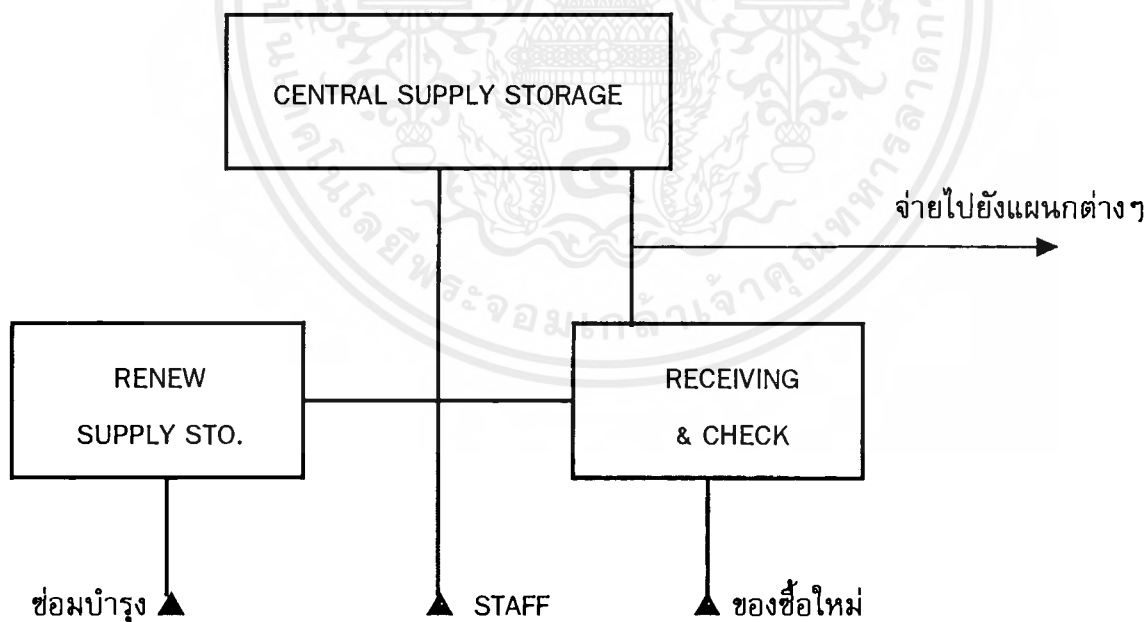 CENTRAL SUPPLY STORAGE
จ่ายไปยังแผนกต่างๆ
RENEW
SUPPLY STO.
RECEIVING
& CHECK
ซ่อมบำรุง
STAFF
ของซื้อใหม่